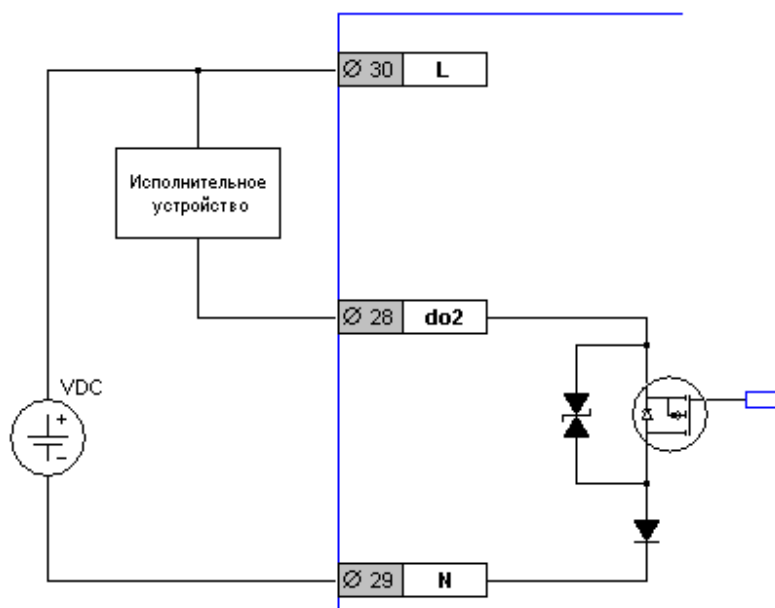 Ø 30 L
Исполнительное
устройство
Ø 28 do2
VDC
+
−
Ø 29 N